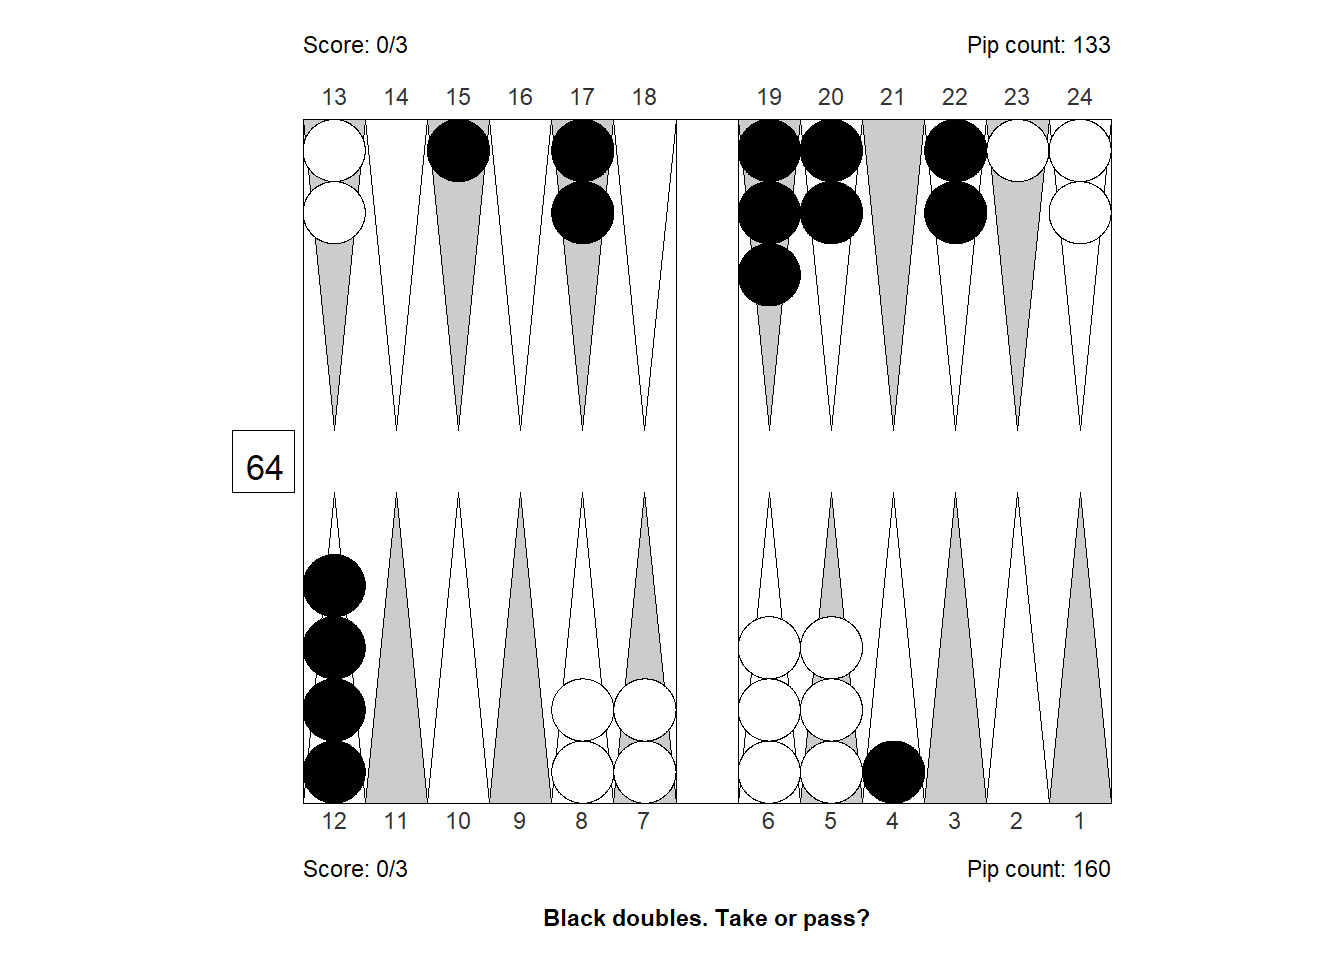 Score: 0/3 Pip count: 133
13 14 15 16 17 18 19 20 21 22 23 24
64
12 11 10 9 8 7 6 5 4 3 2 1
Score: 0/3 Pip count: 160
Black doubles. Take or pass?